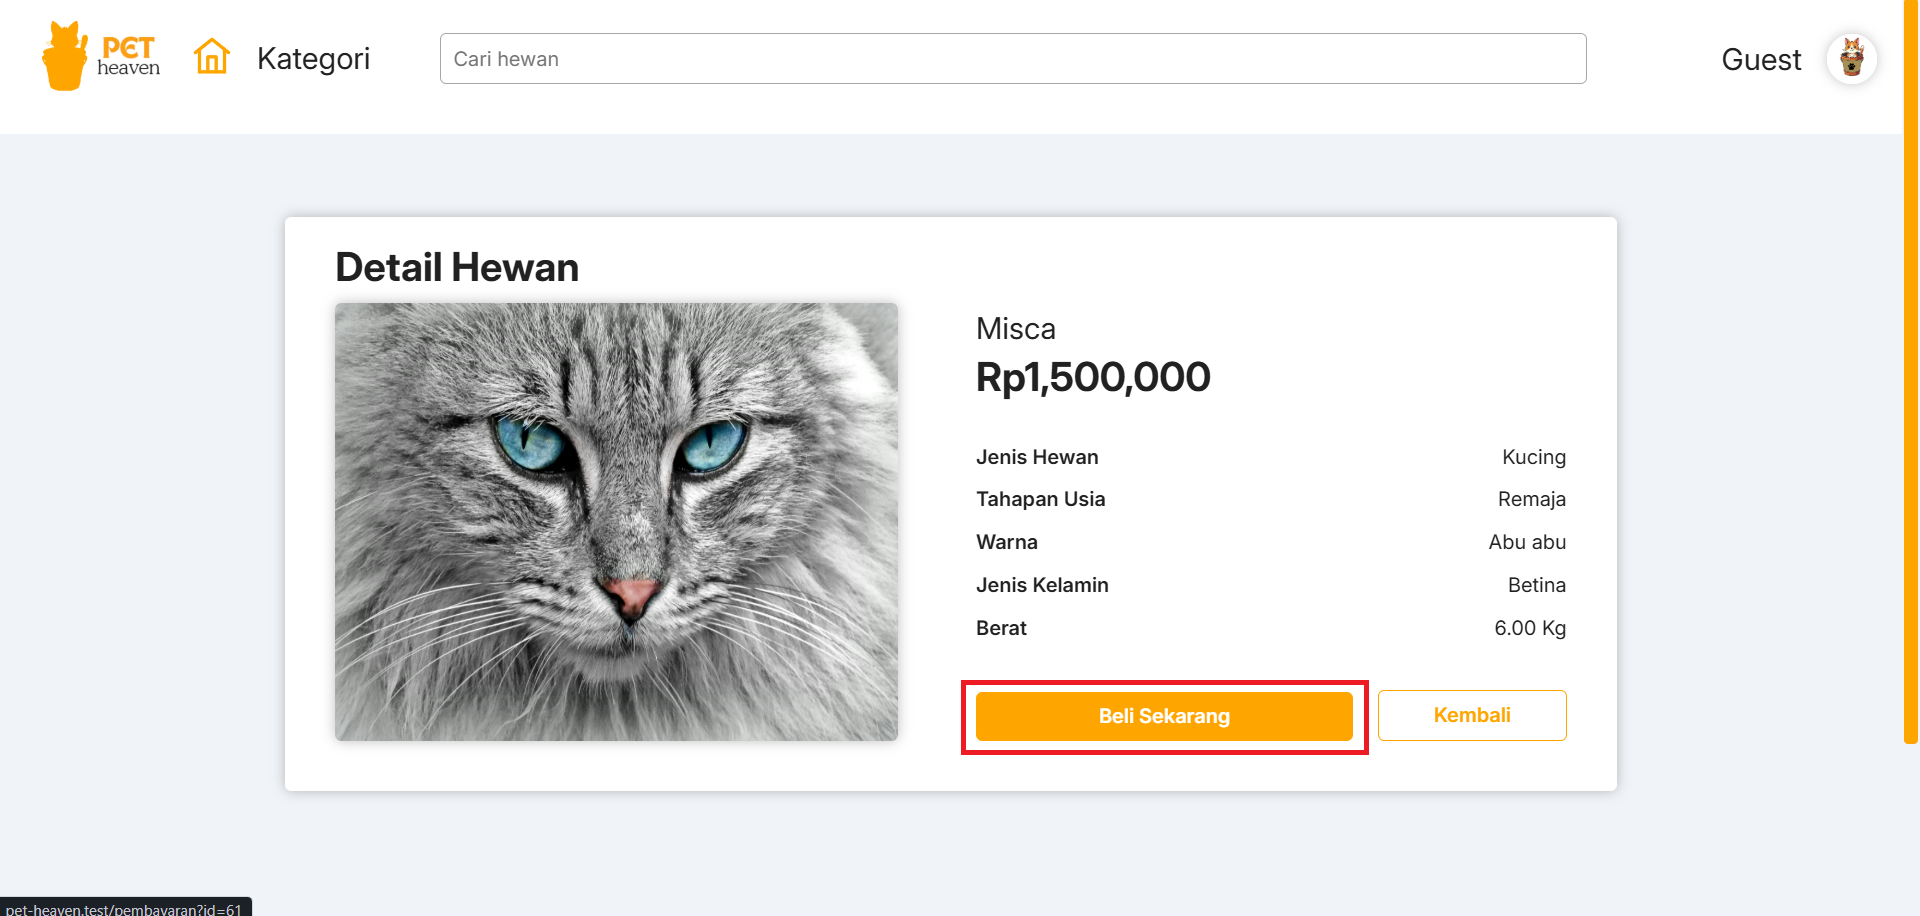 PET
heaven
Kategori
Cari hewan
Guest
Detail Hewan
Misca
Rp1,500,000
Jenis Hewan Kucing
Tahapan Usia Remaja
Warna Abu abu
Jenis Kelamin Betina
Berat 6.00 Kg
Beli Sekarang Kembali
pet-heaven.test/pembayaran?id=61